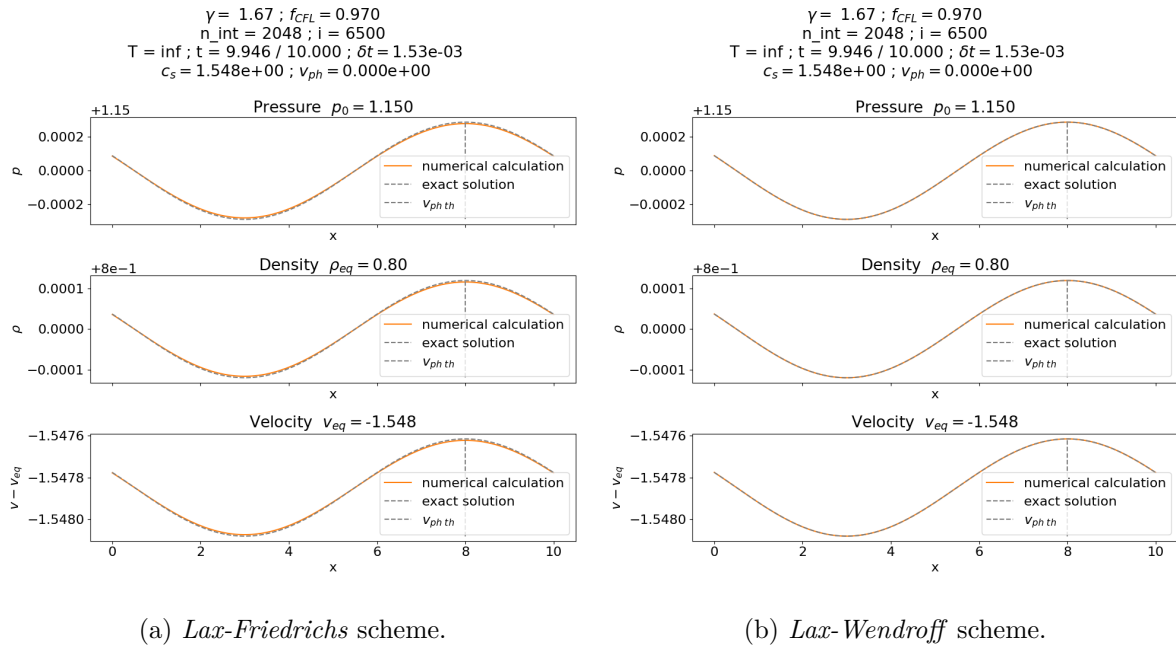 γ = 1.67 ; f_CFL = 0.970
n_int = 2048 ; i = 6500
T = inf ; t = 9.946 / 10.000 ; δt = 1.53e-03
c_s = 1.548e+00 ; v_ph = 0.000e+00
+1.15
Pressure p_0 = 1.150
0.0002
0.0000
−0.0002
p
numerical calculation
exact solution
v_ph th
x
+8e−1
Density ρ_eq = 0.80
0.0001
0.0000
−0.0001
ρ
numerical calculation
exact solution
v_ph th
x
Velocity v_eq = -1.548
−1.5476
−1.5478
−1.5480
v − v_eq
numerical calculation
exact solution
v_ph th
0 2 4 6 8 10
x
(a) Lax-Friedrichs scheme.
γ = 1.67 ; f_CFL = 0.970
n_int = 2048 ; i = 6500
T = inf ; t = 9.946 / 10.000 ; δt = 1.53e-03
c_s = 1.548e+00 ; v_ph = 0.000e+00
+1.15
Pressure p_0 = 1.150
0.0002
0.0000
−0.0002
p
numerical calculation
exact solution
v_ph th
x
+8e−1
Density ρ_eq = 0.80
0.0001
0.0000
−0.0001
ρ
numerical calculation
exact solution
v_ph th
x
Velocity v_eq = -1.548
−1.5476
−1.5478
−1.5480
v − v_eq
numerical calculation
exact solution
v_ph th
0 2 4 6 8 10
x
(b) Lax-Wendroff scheme.